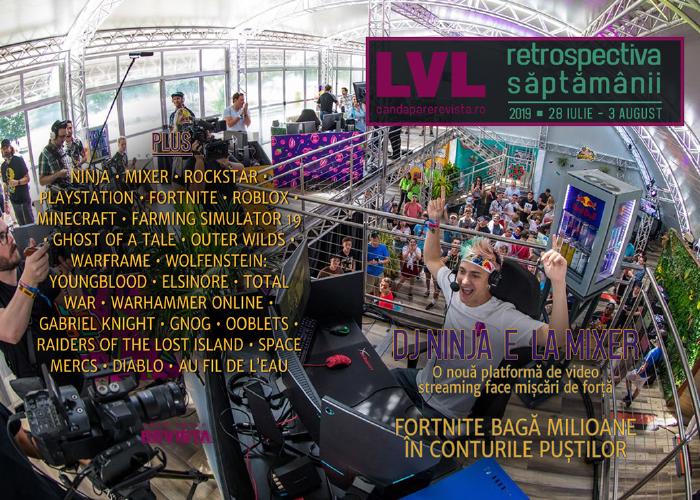 LVL
candaparerevista.ro
retrospectiva
săptămânii
2019 ■ 28 IULIE - 3 AUGUST
PLUS
NINJA • MIXER • ROCKSTAR •
PLAYSTATION • FORTNITE • ROBLOX •
MINECRAFT • FARMING SIMULATOR 19
• GHOST OF A TALE • OUTER WILDS •
WARFRAME • WOLFENSTEIN:
YOUNGBLOOD • ELSINORE • TOTAL
WAR • WARHAMMER ONLINE •
GABRIEL KNIGHT • GNOG • OOBLETS •
RAIDERS OF THE LOST ISLAND • SPACE
MERCS • DIABLO • AU FIL DE L'EAU
REVISTA
Red Bull
DJ NINJA E LA MIXER
O nouă platformă de video
streaming face mișcări de forță
FORTNITE BAGĂ MILIOANE
ÎN CONTURILE PUȘTILOR